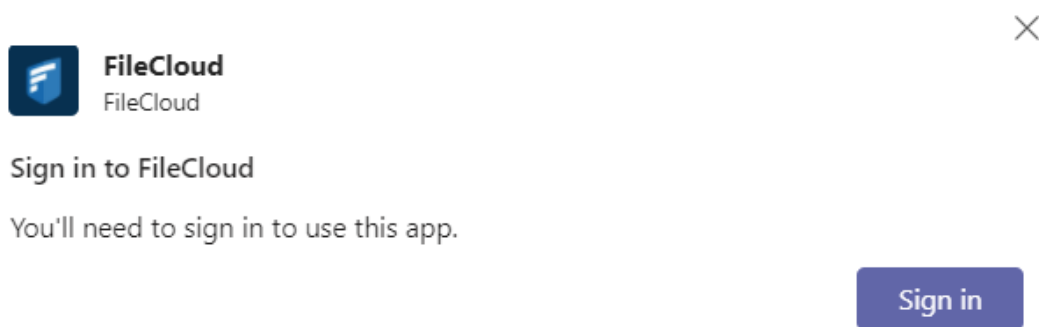 FileCloud
FileCloud
Sign in to FileCloud
You'll need to sign in to use this app.
Sign in